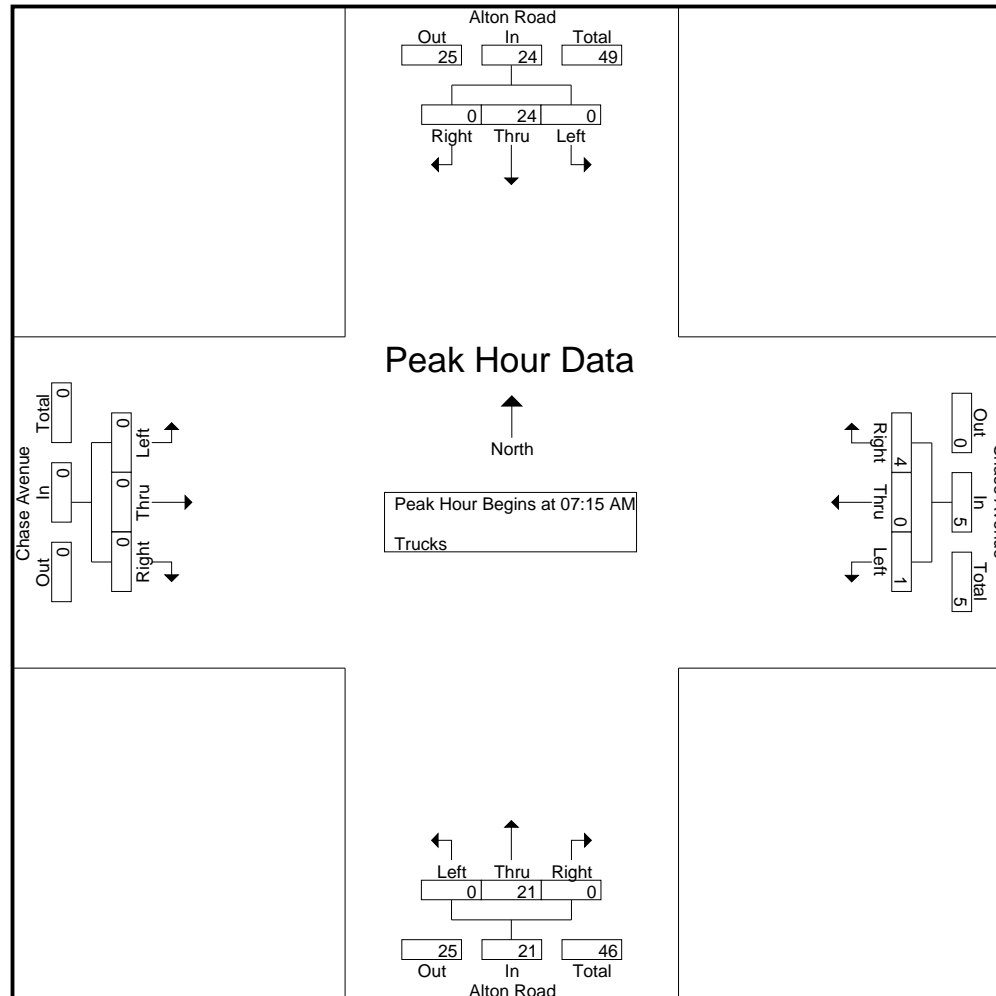 Alton Road
Out In Total
25 24 49
0 24 0
Right Thru Left
Peak Hour Data
North
Peak Hour Begins at 07:15 AM
Trucks
Chase Avenue
Out In Total
0 0 0
0 0 0
Right Thru Left
Chase Avenue
Out In Total
0 5 5
4 0 1
Right Thru Left
Left Thru Right
0 21 0
25 21 46
Out In Total
Alton Road